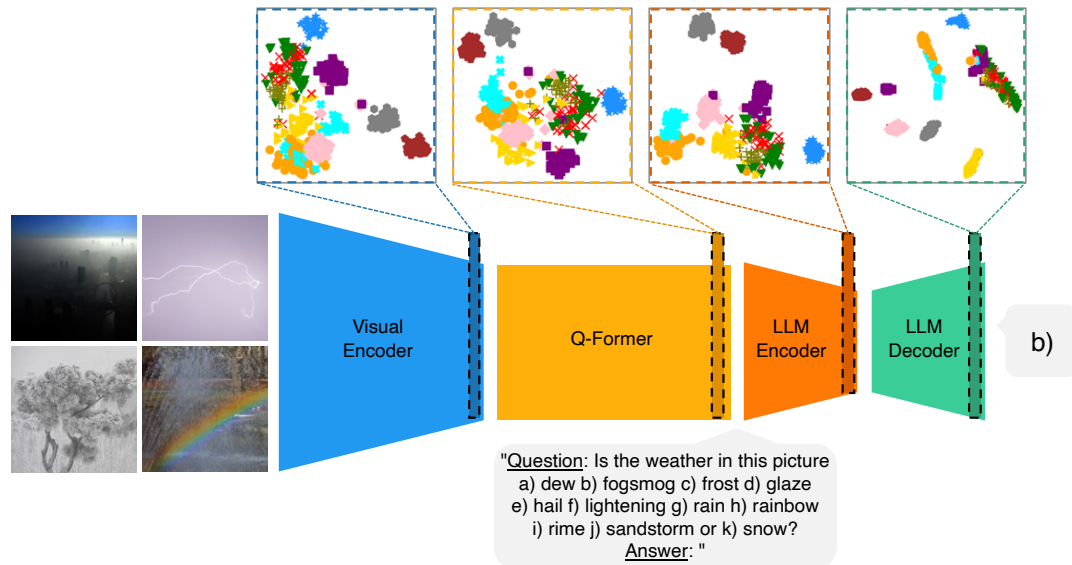 Visual
Encoder
Q-Former
LLM
Encoder
LLM
Decoder
b)
"Question: Is the weather in this picture
a) dew b) fogsmog c) frost d) glaze
e) hail f) lightening g) rain h) rainbow
i) rime j) sandstorm or k) snow?
Answer: "